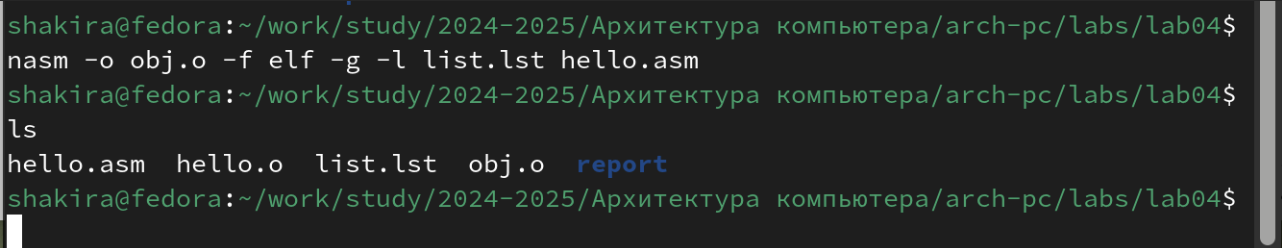 shakira@fedora:~/work/study/2024-2025/Архитектура компьютера/arch-pc/labs/lab04$
nasm -o obj.o -f elf -g -l list.lst hello.asm
shakira@fedora:~/work/study/2024-2025/Архитектура компьютера/arch-pc/labs/lab04$
ls
hello.asm  hello.o  list.lst  obj.o  report
shakira@fedora:~/work/study/2024-2025/Архитектура компьютера/arch-pc/labs/lab04$